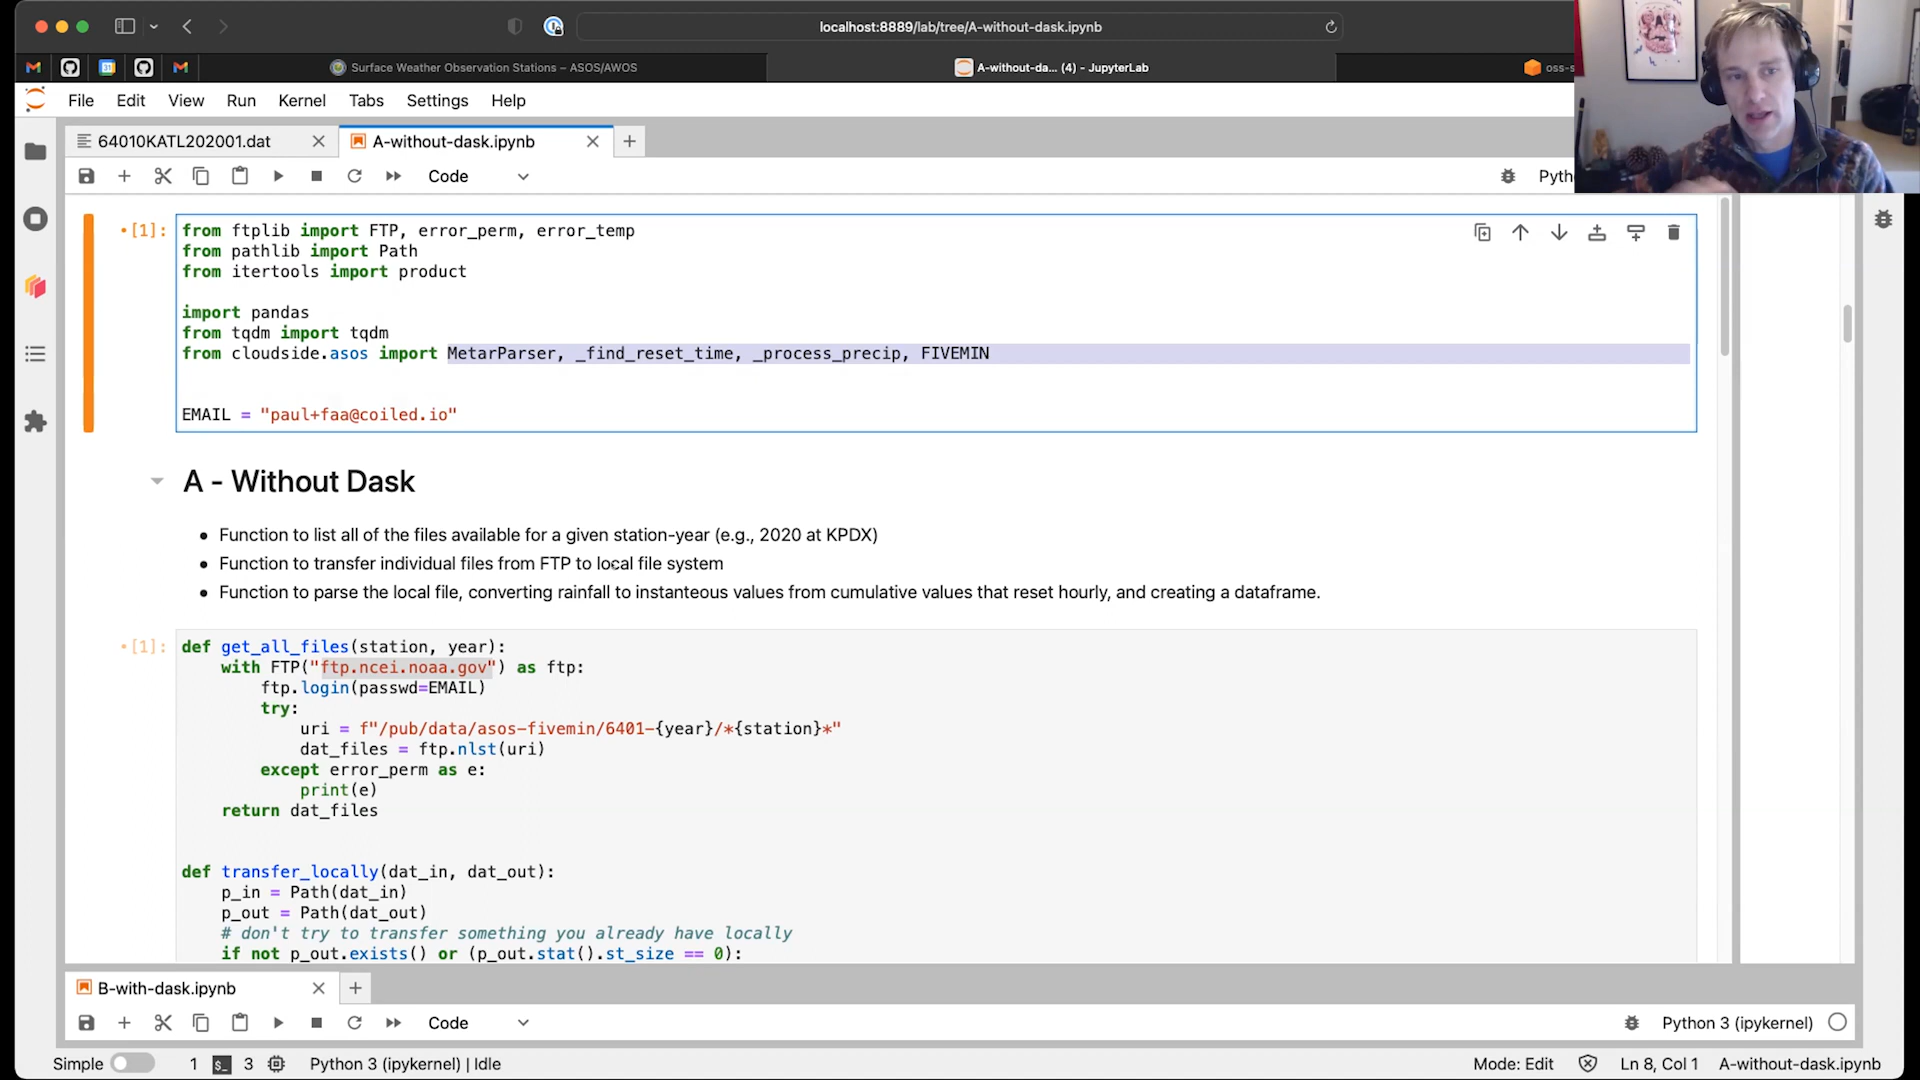 localhost:8889/lab/tree/A-without-dask.ipynb
Surface Weather Observation Stations – ASOS/AWOS
A-without-da... (4) - JupyterLab
oss-s
File Edit View Run Kernel Tabs Settings Help
64010KATL202001.dat
A-without-dask.ipynb
Code
Pyth
[1]:
from ftplib import FTP, error_perm, error_temp
from pathlib import Path
from itertools import product
import pandas
from tqdm import tqdm
from cloudside.asos import MetarParser, _find_reset_time, _process_precip, FIVEMIN
EMAIL = "paul+faa@coiled.io"
A - Without Dask
• Function to list all of the files available for a given station-year (e.g., 2020 at KPDX)
• Function to transfer individual files from FTP to local file system
• Function to parse the local file, converting rainfall to instanteous values from cumulative values that reset hourly, and creating a dataframe.
[1]:
def get_all_files(station, year):
    with FTP("ftp.ncei.noaa.gov") as ftp:
        ftp.login(passwd=EMAIL)
        try:
            uri = f"/pub/data/asos-fivemin/6401-{year}/*{station}*"
            dat_files = ftp.nlst(uri)
        except error_perm as e:
            print(e)
    return dat_files
def transfer_locally(dat_in, dat_out):
    p_in = Path(dat_in)
    p_out = Path(dat_out)
    # don't try to transfer something you already have locally
    if not p_out.exists() or (p_out.stat().st_size == 0):
B-with-dask.ipynb
Code
Python 3 (ipykernel)
Simple
1
3
Python 3 (ipykernel) | Idle
Mode: Edit
Ln 8, Col 1
A-without-dask.ipynb